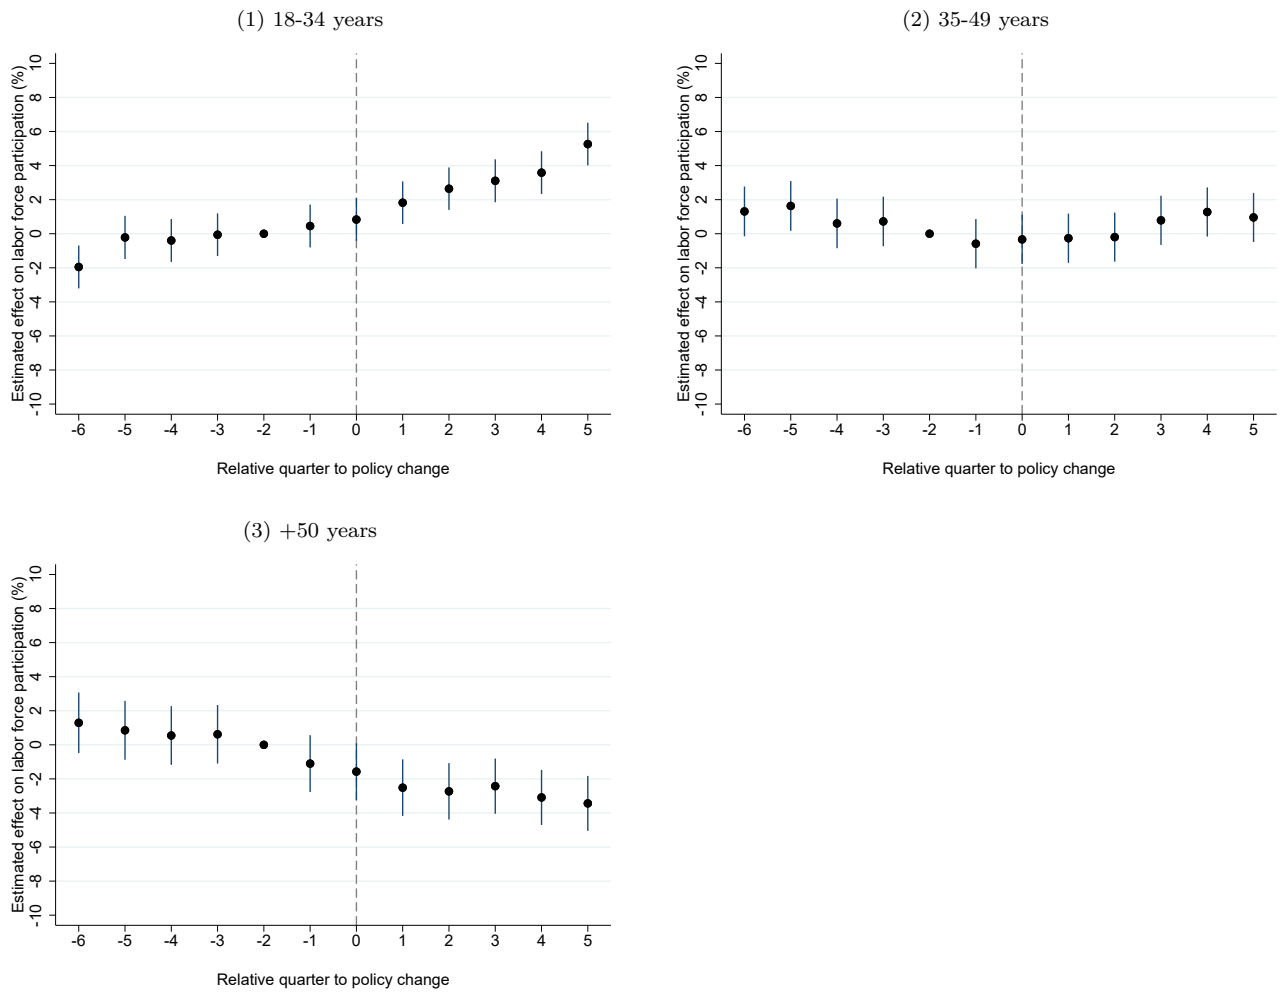 (1) 18-34 years
Estimated effect on labor force participation (%)
10
8
6
4
2
0
-2
-4
-6
-8
-10
-6 -5 -4 -3 -2 -1 0 1 2 3 4 5
Relative quarter to policy change
(2) 35-49 years
Estimated effect on labor force participation (%)
10
8
6
4
2
0
-2
-4
-6
-8
-10
-6 -5 -4 -3 -2 -1 0 1 2 3 4 5
Relative quarter to policy change
(3) +50 years
Estimated effect on labor force participation (%)
10
8
6
4
2
0
-2
-4
-6
-8
-10
-6 -5 -4 -3 -2 -1 0 1 2 3 4 5
Relative quarter to policy change